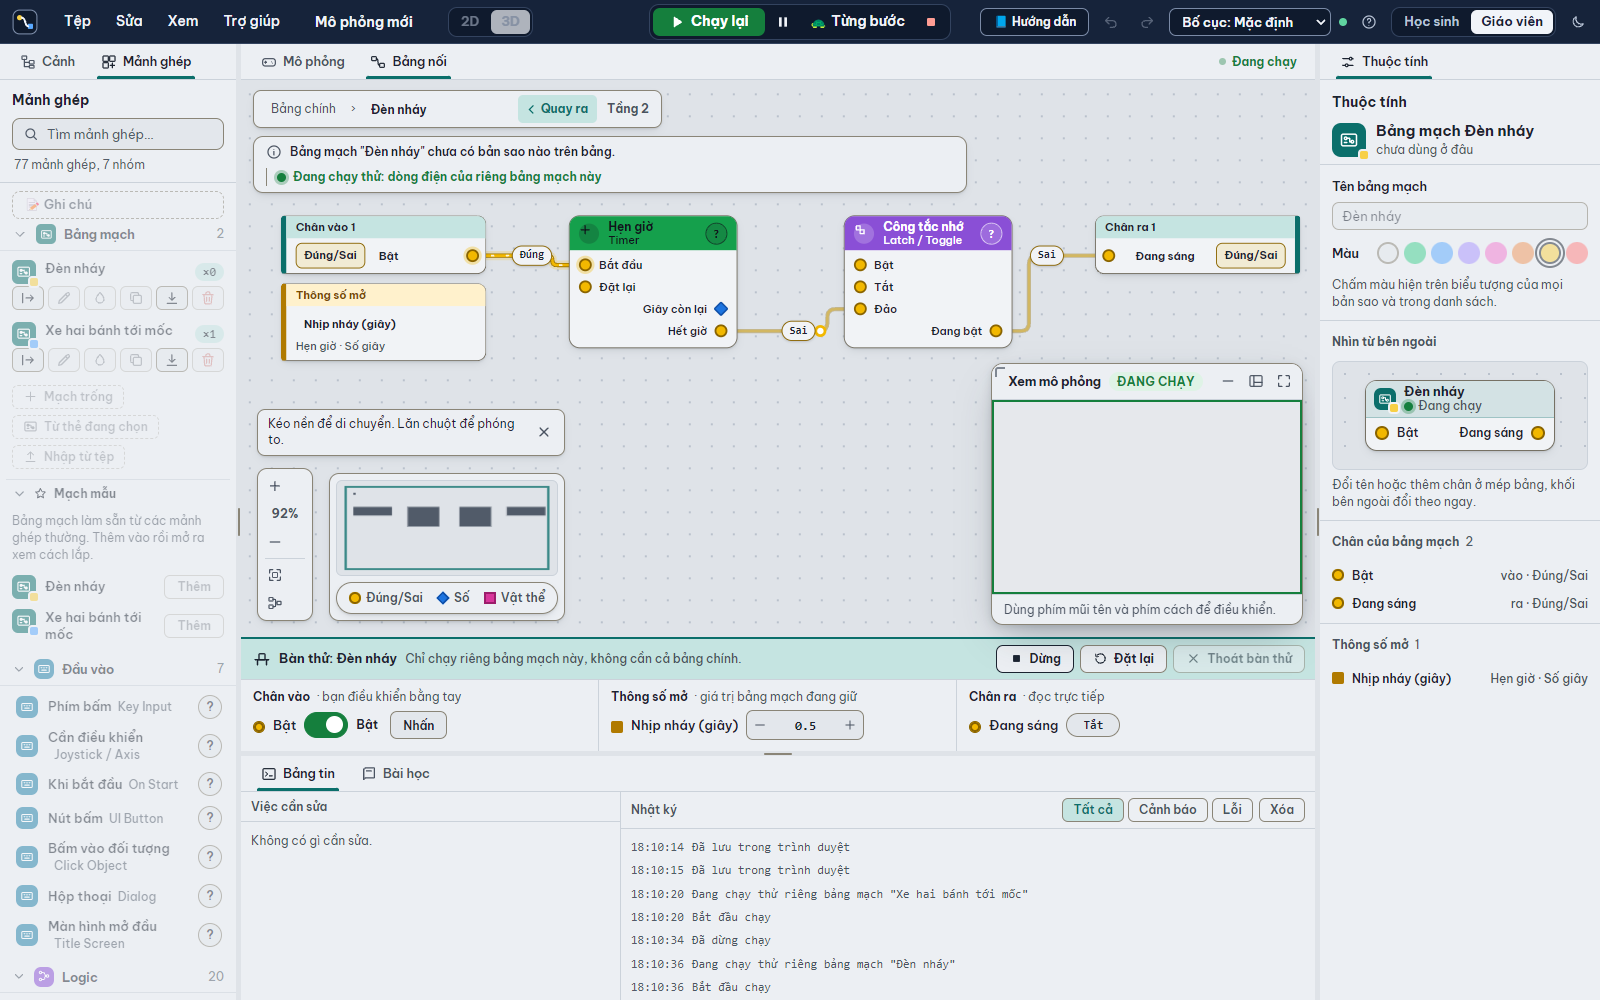 Tệp Sửa Xem Trợ giúp Mô phỏng mới 2D 3D Chạy lại Từng bước Hướng dẫn Bố cục: Mặc định Học sinh Giáo viên
Cảnh Mảnh ghép
Mảnh ghép
Tìm mảnh ghép...
77 mảnh ghép, 7 nhóm
Ghi chú
Bảng mạch 2
Đèn nháy ×0
Xe hai bánh tới mốc ×1
Mạch trống
Từ thẻ đang chọn
Nhập từ tệp
Mạch mẫu
Bảng mạch làm sẵn từ các mảnh
ghép thường. Thêm vào rồi mở ra
xem cách lắp.
Đèn nháy Thêm
Xe hai bánh tới
mốc
Thêm
Đầu vào 7
Phím bấm Key Input ?
Cần điều khiển
Joystick / Axis
?
Khi bắt đầu On Start ?
Nút bấm UI Button ?
Bấm vào đối tượng
Click Object
?
Hộp thoại Dialog ?
Màn hình mở đầu
Title Screen
?
Logic 20
Mô phỏng Bảng nối Đang chạy
Bảng chính › Đèn nháy Quay ra Tầng 2
Bảng mạch "Đèn nháy" chưa có bản sao nào trên bảng.
Đang chạy thử: dòng điện của riêng bảng mạch này
Chân vào 1
Đúng/Sai Bật
Đúng
Thông số mở
Nhịp nháy (giây)
Hẹn giờ · Số giây
Hẹn giờ
Timer
?
Bắt đầu
Đặt lại
Giây còn lại
Hết giờ
Sai
Công tắc nhớ
Latch / Toggle
?
Bật
Tắt
Đảo
Đang bật
Sai
Chân ra 1
Đang sáng Đúng/Sai
Kéo nền để di chuyển. Lăn chuột để phóng
to.
92%
Đúng/Sai Số Vật thể
Xem mô phỏng ĐANG CHẠY
Dùng phím mũi tên và phím cách để điều khiển.
Bàn thử: Đèn nháy Chỉ chạy riêng bảng mạch này, không cần cả bảng chính. Dừng Đặt lại Thoát bàn thử
Chân vào · bạn điều khiển bằng tay
Bật Bật Nhấn
Thông số mở · giá trị bảng mạch đang giữ
Nhịp nháy (giây) − 0.5 +
Chân ra · đọc trực tiếp
Đang sáng Tắt
Bảng tin Bài học
Việc cần sửa
Không có gì cần sửa.
Nhật ký Tất cả Cảnh báo Lỗi Xóa
18:10:14 Đã lưu trong trình duyệt
18:10:15 Đã lưu trong trình duyệt
18:10:20 Đang chạy thử riêng bảng mạch "Xe hai bánh tới mốc"
18:10:20 Bắt đầu chạy
18:10:34 Đã dừng chạy
18:10:36 Đang chạy thử riêng bảng mạch "Đèn nháy"
18:10:36 Bắt đầu chạy
Thuộc tính
Thuộc tính
Bảng mạch Đèn nháy
chưa dùng ở đâu
Tên bảng mạch
Đèn nháy
Màu
Chấm màu hiện trên biểu tượng của mọi
bản sao và trong danh sách.
Nhìn từ bên ngoài
Đèn nháy
Đang chạy
Bật Đang sáng
Đổi tên hoặc thêm chân ở mép bảng, khối
bên ngoài đổi theo ngay.
Chân của bảng mạch 2
Bật vào · Đúng/Sai
Đang sáng ra · Đúng/Sai
Thông số mở 1
Nhịp nháy (giây) Hẹn giờ · Số giây